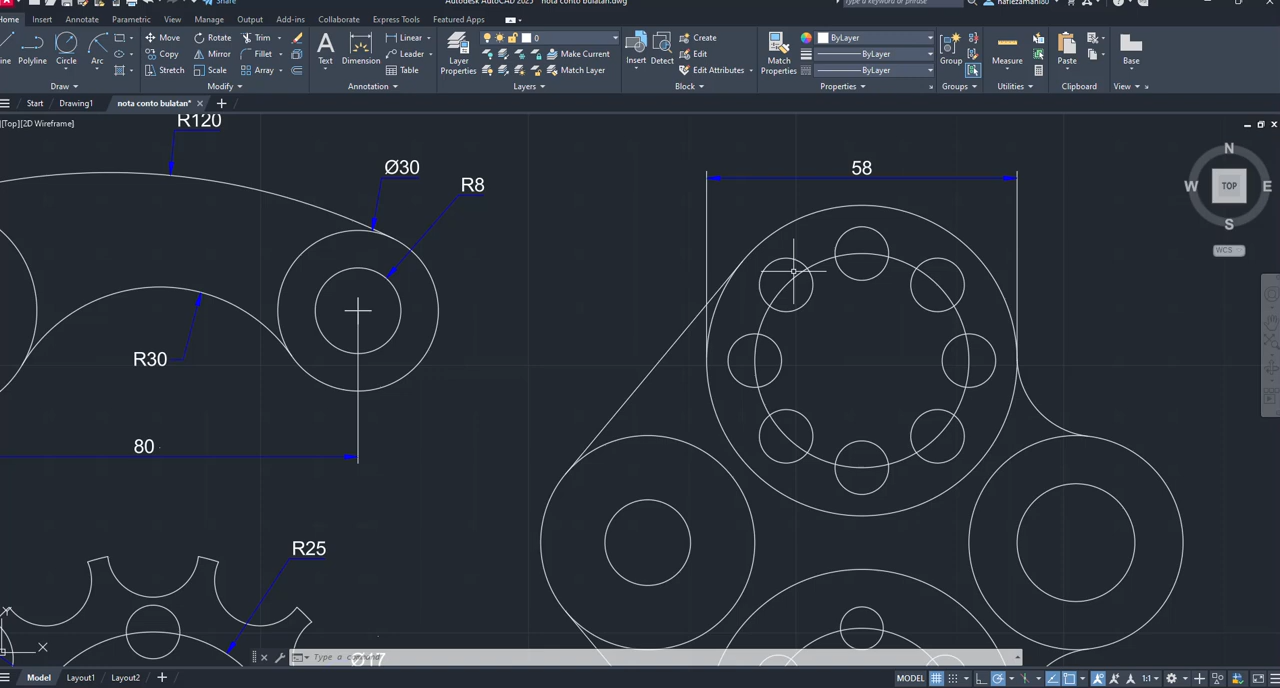 Share
Autodesk AutoCAD 2025 nota conto bulatan.dwg
Type a keyword or phrase
nafiezamani80
Home Insert Annotate Parametric View Manage Output Add-ins Collaborate Express Tools Featured Apps
Line Polyline Circle Arc
Move Rotate Trim
Copy Mirror Fillet
Stretch Scale Array
Text Dimension
Linear
Leader
Table
Layer Properties
0
Make Current
Match Layer
Insert Detect
Create
Edit
Edit Attributes
Match Properties
ByLayer
ByLayer
ByLayer
Group Measure Paste Base
Draw Modify Annotation Layers Block Properties Groups Utilities Clipboard View
Start Drawing1 nota conto bulatan*
[Top][2D Wireframe]
R120
Ø30
R8
58
N
W TOP E
S
WCS
R30
80
R25
Y
X
Ø17
Type a command
Model Layout1 Layout2
MODEL 1:1